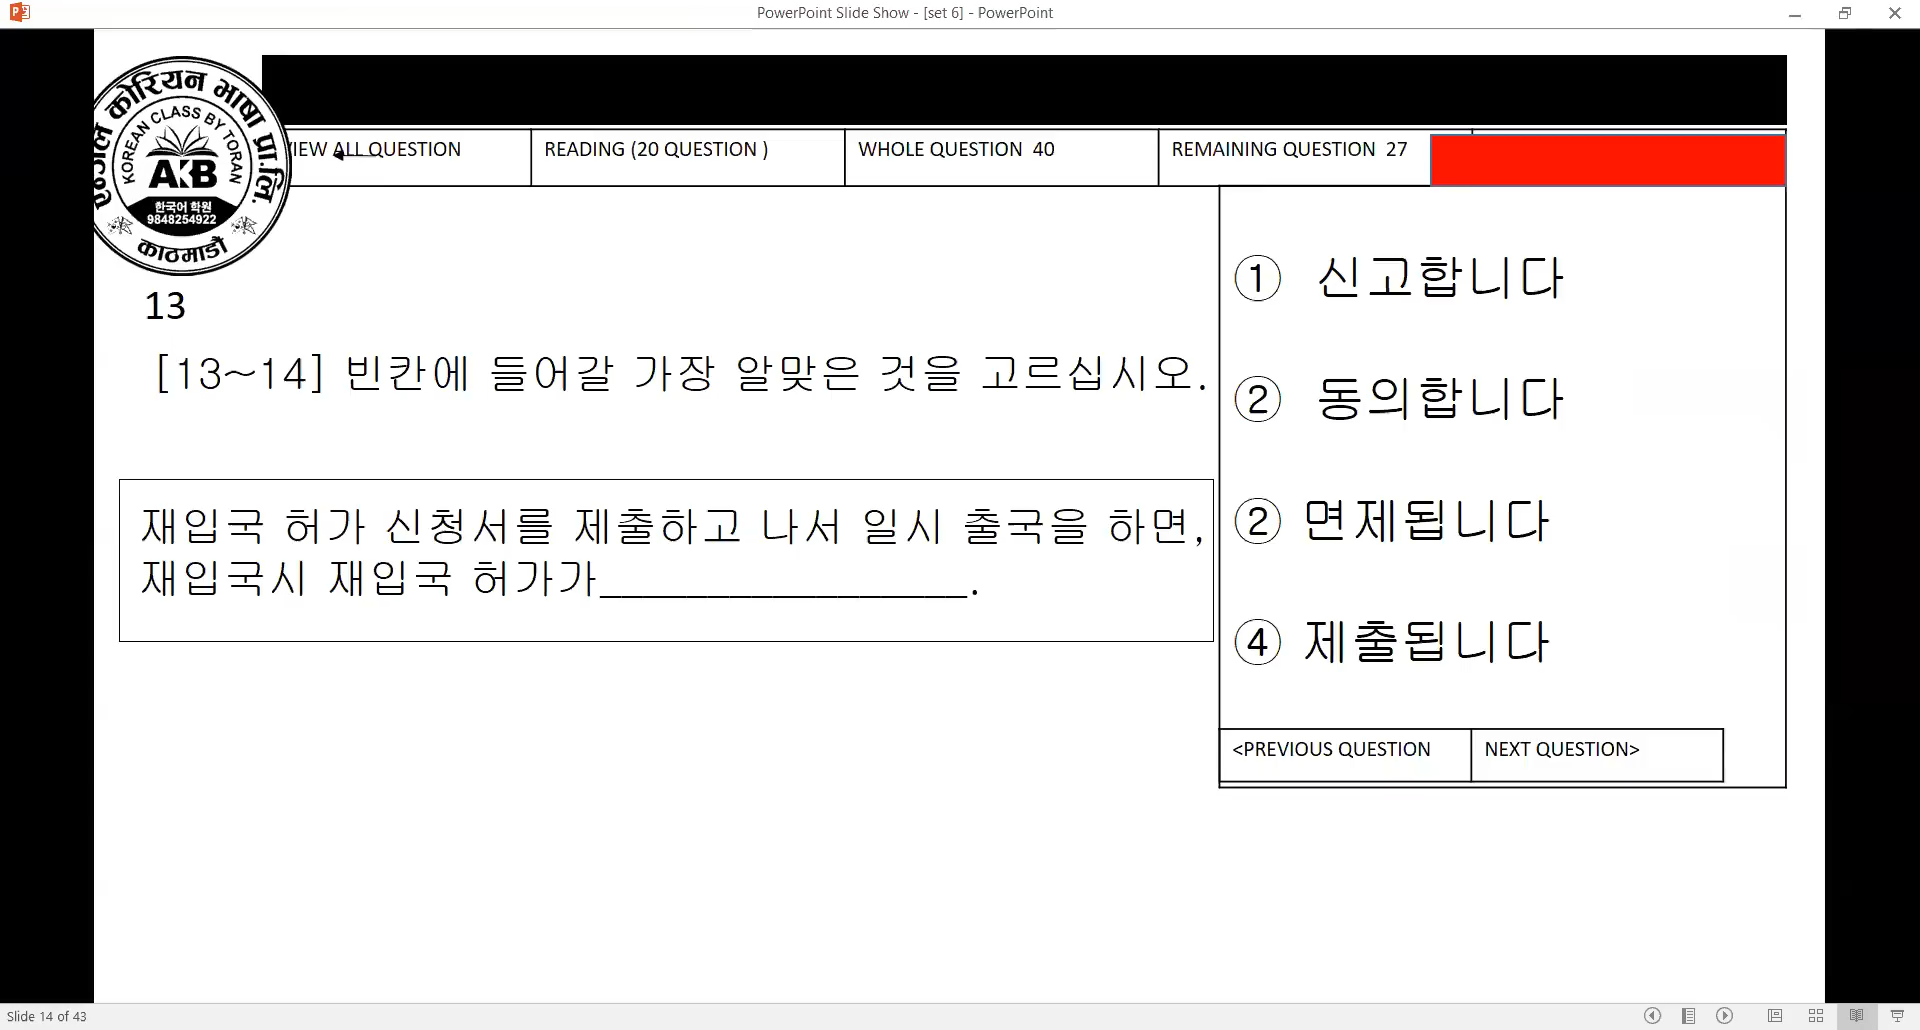 PowerPoint Slide Show - [set 6] - PowerPoint
कोरियन भाषा प्रा.लि.
KOREAN CLASS BY TORAN
AKB
한국어 학원
9848254922
काठमाडौं
IEW ALL QUESTION
READING (20 QUESTION )
WHOLE QUESTION 40
REMAINING QUESTION 27
13
[13~14] 빈칸에 들어갈 가장 알맞은 것을 고르십시오.
재입국 허가 신청서를 제출하고 나서 일시 출국을 하면,
재입국시 재입국 허가가_________________.
① 신고합니다
② 동의합니다
② 면제됩니다
④ 제출됩니다
<PREVIOUS QUESTION
NEXT QUESTION>
Slide 14 of 43